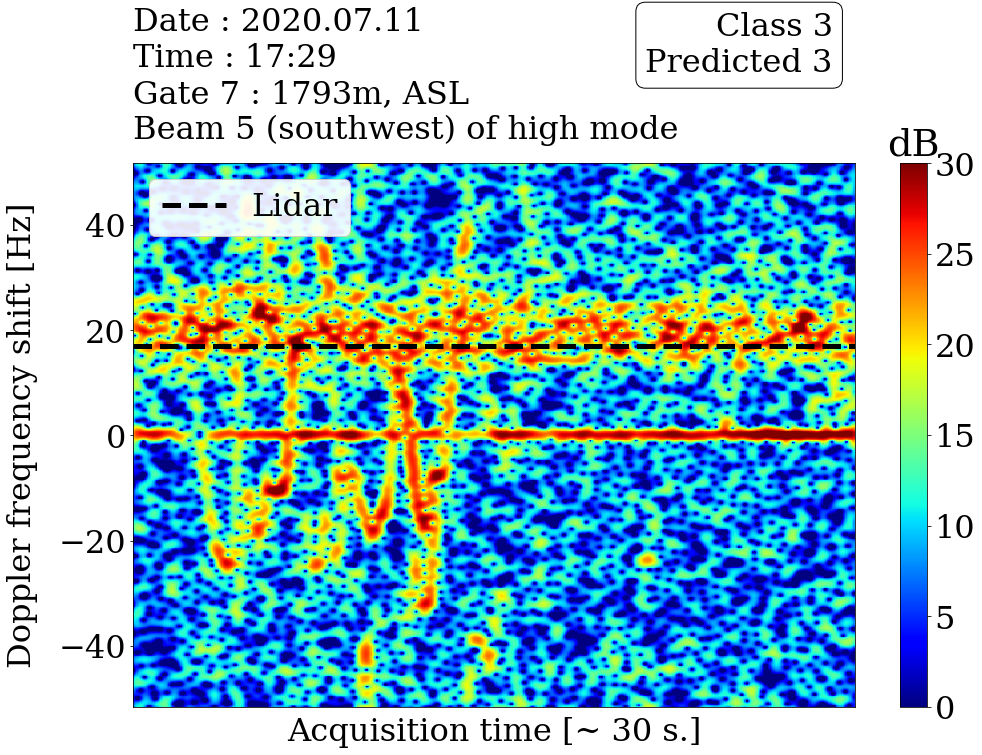 Date : 2020.07.11
Time : 17:29
Gate 7 : 1793m, ASL
Beam 5 (southwest) of high mode
Class 3
Predicted 3
dB
Lidar
Doppler frequency shift [Hz]
40
20
0
−20
−40
30
25
20
15
10
5
0
Acquisition time [~ 30 s.]